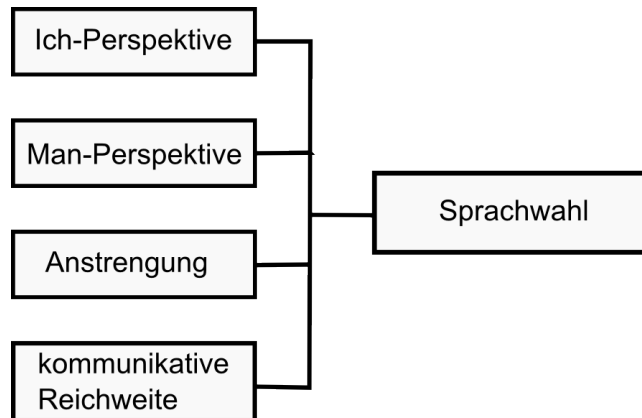 Ich-Perspektive
Man-Perspektive
Anstrengung
kommunikative
Reichweite
Sprachwahl